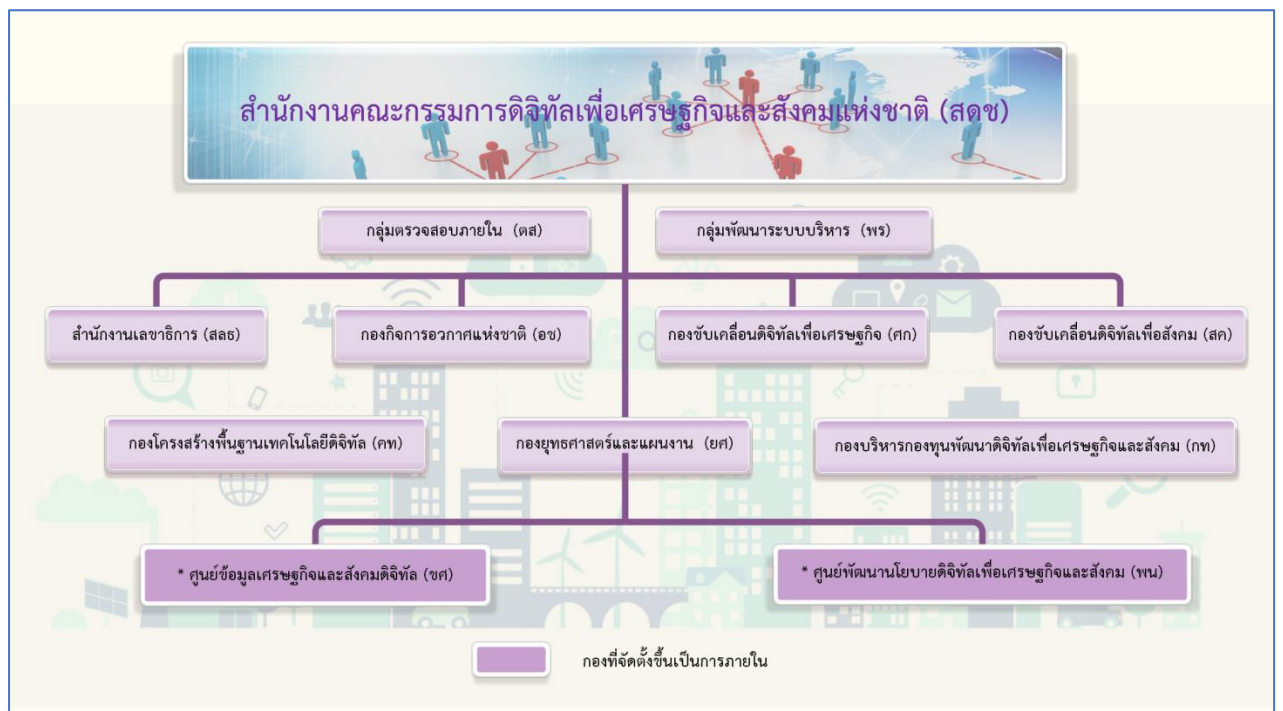 สำนักงานคณะกรรมการดิจิทัลเพื่อเศรษฐกิจและสังคมแห่งชาติ (สดช)
กลุ่มตรวจสอบภายใน (ตส)
กลุ่มพัฒนาระบบบริหาร (พร)
สำนักงานเลขาธิการ (สลธ)
กองกิจการอวกาศแห่งชาติ (อช)
กองขับเคลื่อนดิจิทัลเพื่อเศรษฐกิจ (ศก)
กองขับเคลื่อนดิจิทัลเพื่อสังคม (สค)
กองโครงสร้างพื้นฐานเทคโนโลยีดิจิทัล (คท)
กองยุทธศาสตร์และแผนงาน (ยศ)
กองบริหารกองทุนพัฒนาดิจิทัลเพื่อเศรษฐกิจและสังคม (กท)
* ศูนย์ข้อมูลเศรษฐกิจและสังคมดิจิทัล (ขศ)
* ศูนย์พัฒนานโยบายดิจิทัลเพื่อเศรษฐกิจและสังคม (พน)
กองที่จัดตั้งขึ้นเป็นการภายใน